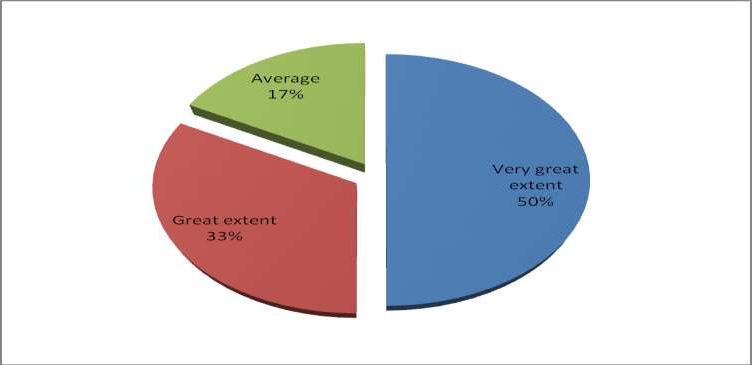 Average
17%
Very great
extent
50%
Great extent
33%